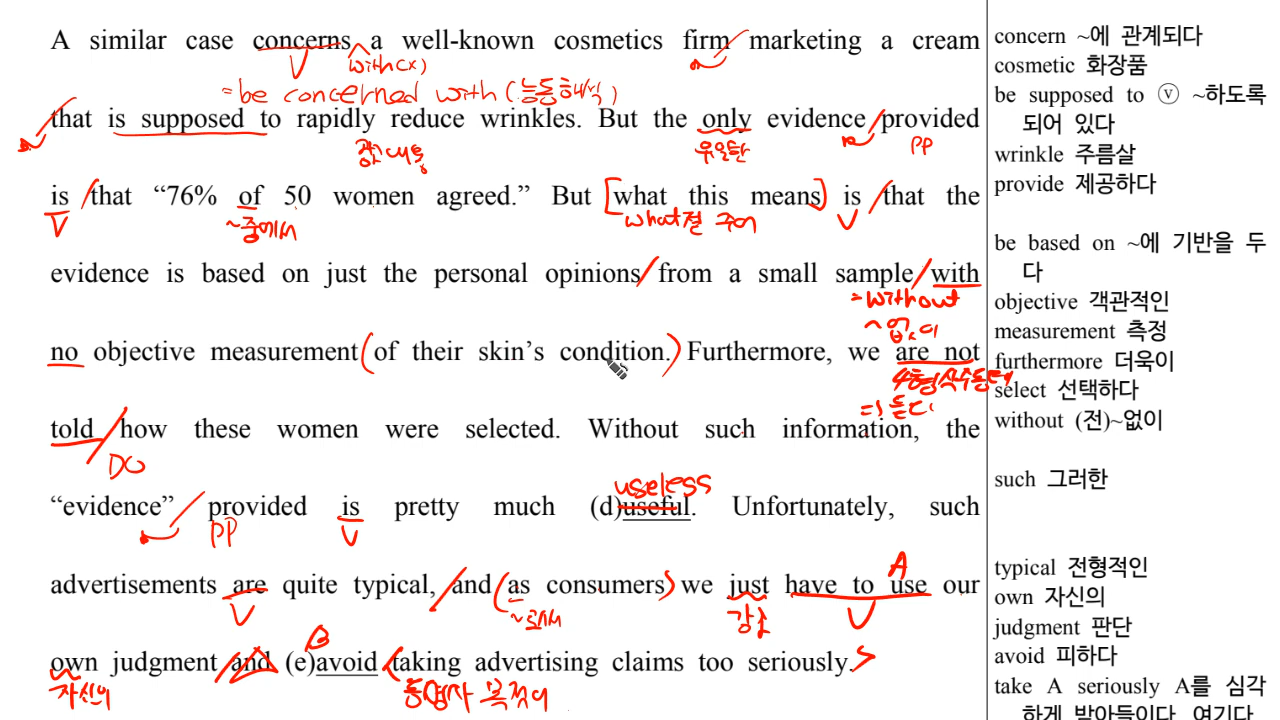 A similar case concerns a well-known cosmetics firm marketing a cream
with(x)
V
= be concerned with (능동해석)
that is supposed to rapidly reduce wrinkles. But the only evidence provided
유일한
PP
is that “76% of 50 women agreed.” But [what this means] is that the
V
~중에서
what절 주어
V
evidence is based on just the personal opinions from a small sample with
= without
~없이
no objective measurement (of their skin’s condition.) Furthermore, we are not
4형식수동태
=> 듣다
told how these women were selected. Without such information, the
DO
useless
“evidence” provided is pretty much (d)useful. Unfortunately, such
PP
V
A
advertisements are quite typical, and (as consumers) we just have to use our
V
~로서
강조
V
B
own judgment and (e)avoid <taking advertising claims too seriously.>
자신의
동명사 목적어
concern ~에 관계되다
cosmetic 화장품
be supposed to ⓥ ~하도록
되어 있다
wrinkle 주름살
provide 제공하다
be based on ~에 기반을 두
다
objective 객관적인
measurement 측정
furthermore 더욱이
select 선택하다
without (전)~없이
such 그러한
typical 전형적인
own 자신의
judgment 판단
avoid 피하다
take A seriously A를 심각
하게 받아들이다, 여기다